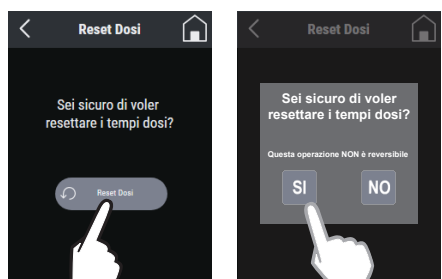 Reset Dosi
Sei sicuro di voler
resettare i tempi dosi?
Reset Dosi
Reset Dosi
Sei sicuro di voler
resettare i tempi dosi?
Questa operazione NON è reversibile
SI
NO